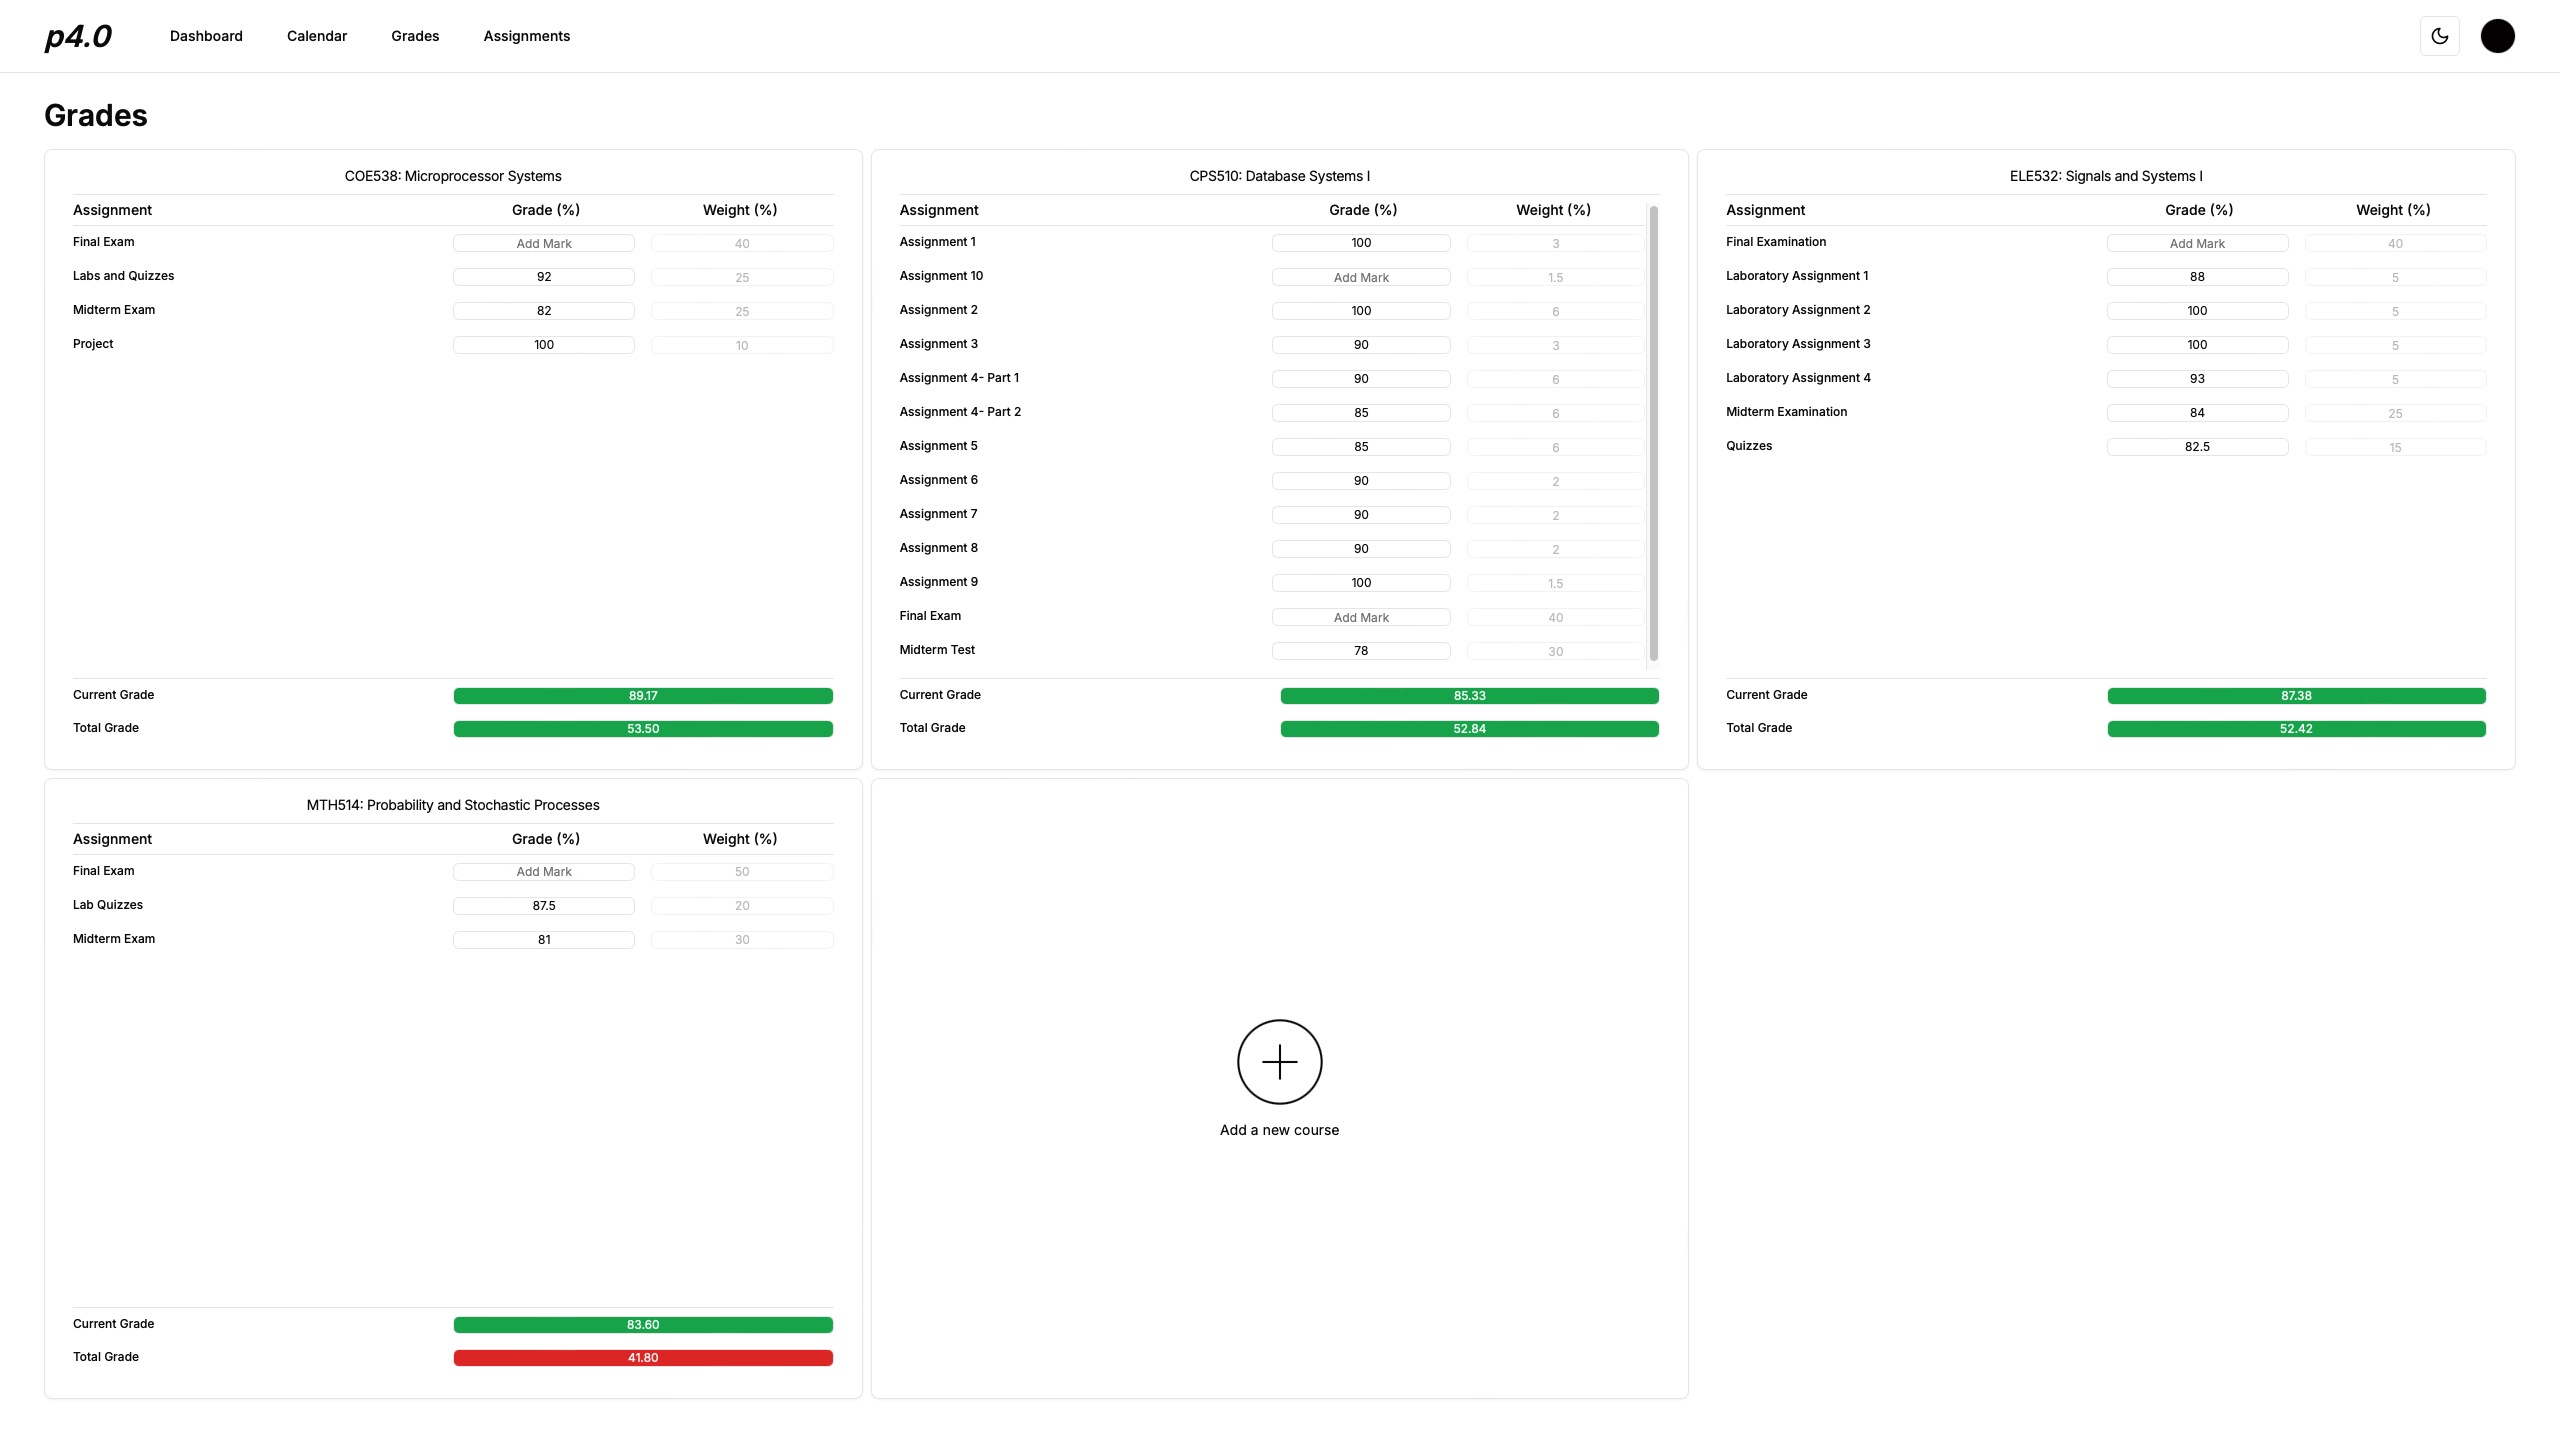 p4.0 Dashboard Calendar Grades Assignments
Grades
COE538: Microprocessor Systems
Assignment Grade (%) Weight (%)
Final Exam Add Mark 40
Labs and Quizzes 92 25
Midterm Exam 82 25
Project 100 10
Current Grade 89.17
Total Grade 53.50
CPS510: Database Systems I
Assignment Grade (%) Weight (%)
Assignment 1 100 3
Assignment 10 Add Mark 1.5
Assignment 2 100 6
Assignment 3 90 3
Assignment 4- Part 1 90 6
Assignment 4- Part 2 85 6
Assignment 5 85 6
Assignment 6 90 2
Assignment 7 90 2
Assignment 8 90 2
Assignment 9 100 1.5
Final Exam Add Mark 40
Midterm Test 78 30
Current Grade 85.33
Total Grade 52.84
ELE532: Signals and Systems I
Assignment Grade (%) Weight (%)
Final Examination Add Mark 40
Laboratory Assignment 1 88 5
Laboratory Assignment 2 100 5
Laboratory Assignment 3 100 5
Laboratory Assignment 4 93 5
Midterm Examination 84 25
Quizzes 82.5 15
Current Grade 87.38
Total Grade 52.42
MTH514: Probability and Stochastic Processes
Assignment Grade (%) Weight (%)
Final Exam Add Mark 50
Lab Quizzes 87.5 20
Midterm Exam 81 30
Current Grade 83.60
Total Grade 41.80
Add a new course